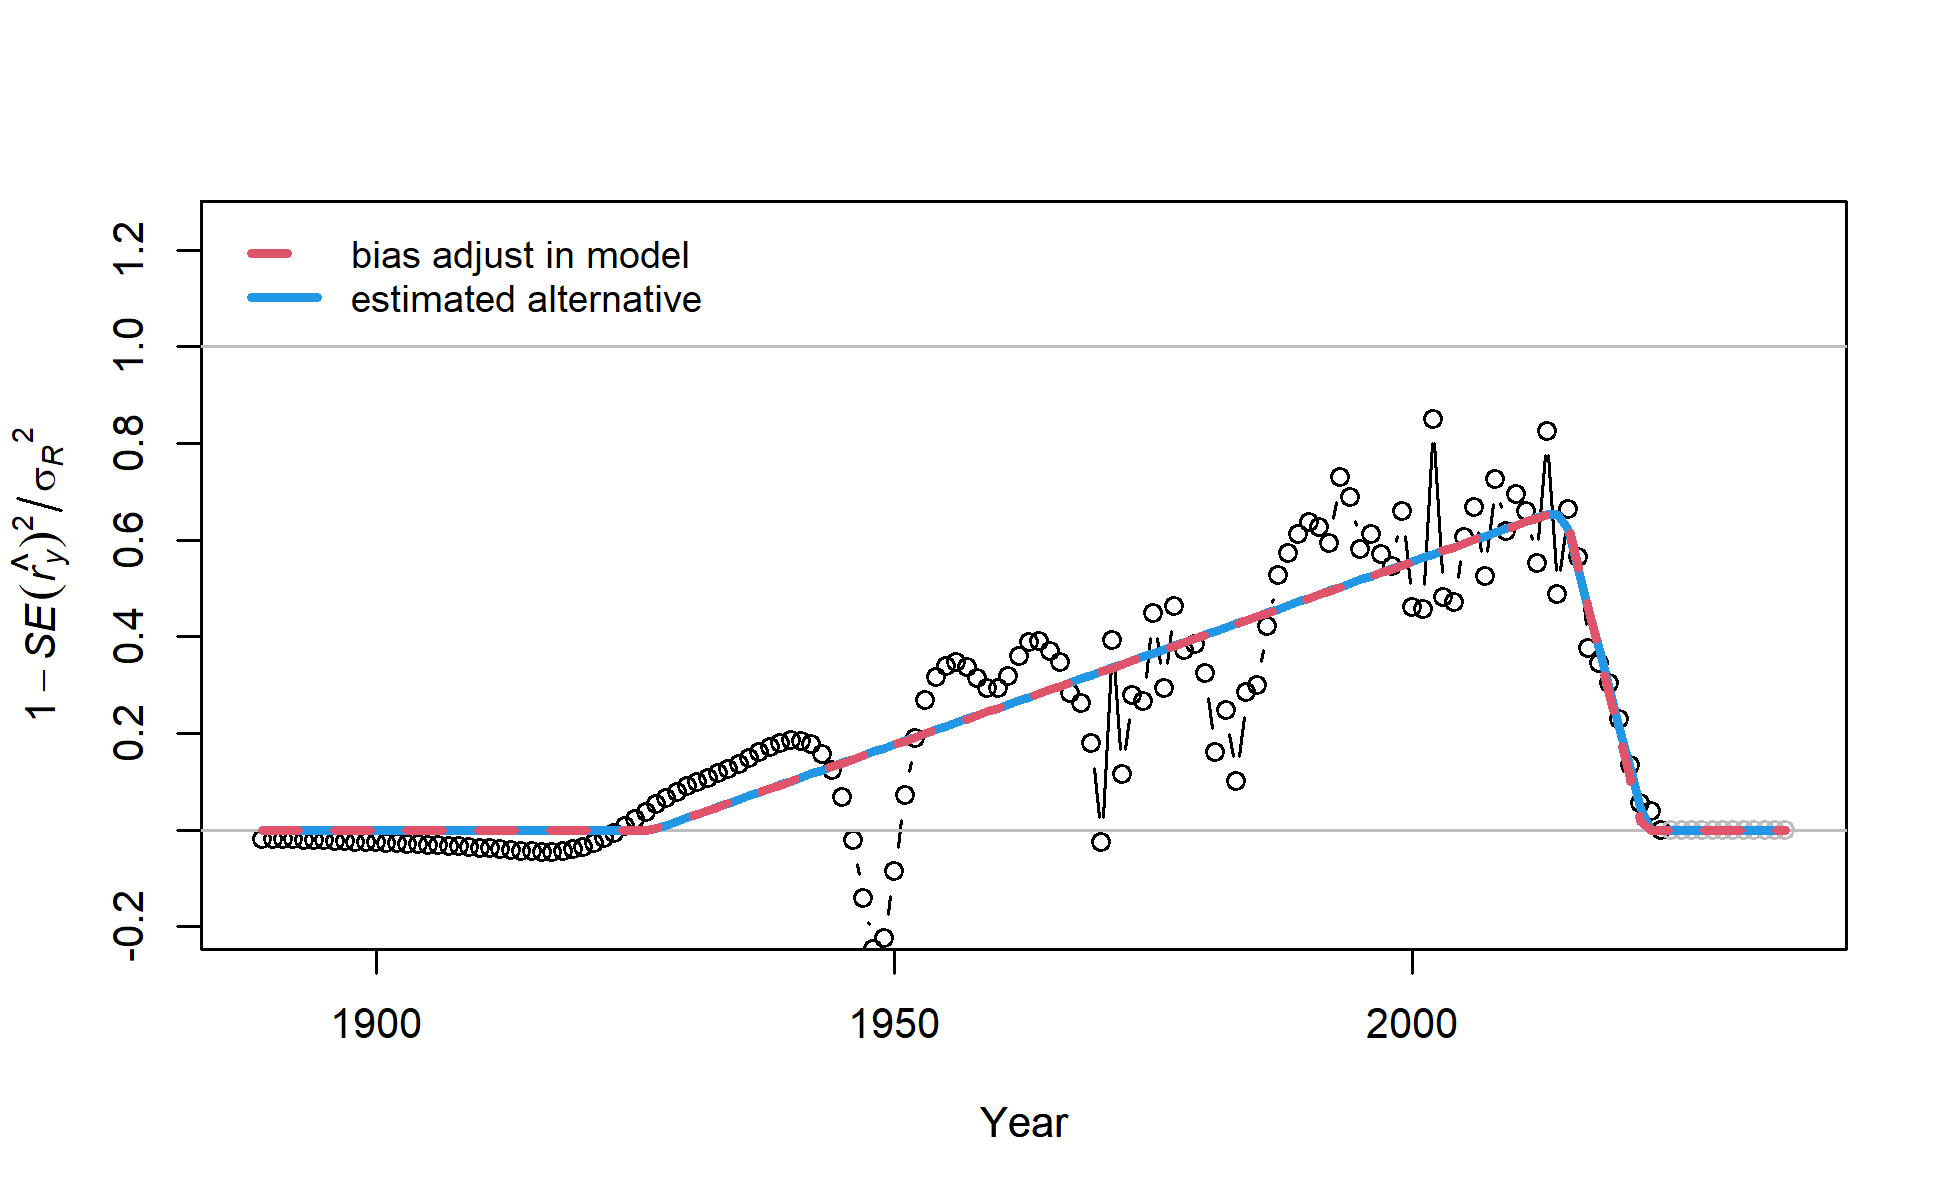 bias adjust in model
estimated alternative
1.2
1.0
0.8
0.6
0.4
0.2
0.0
-0.2
1 − SE(r̂y)² / σR²
1900 1950 2000
Year